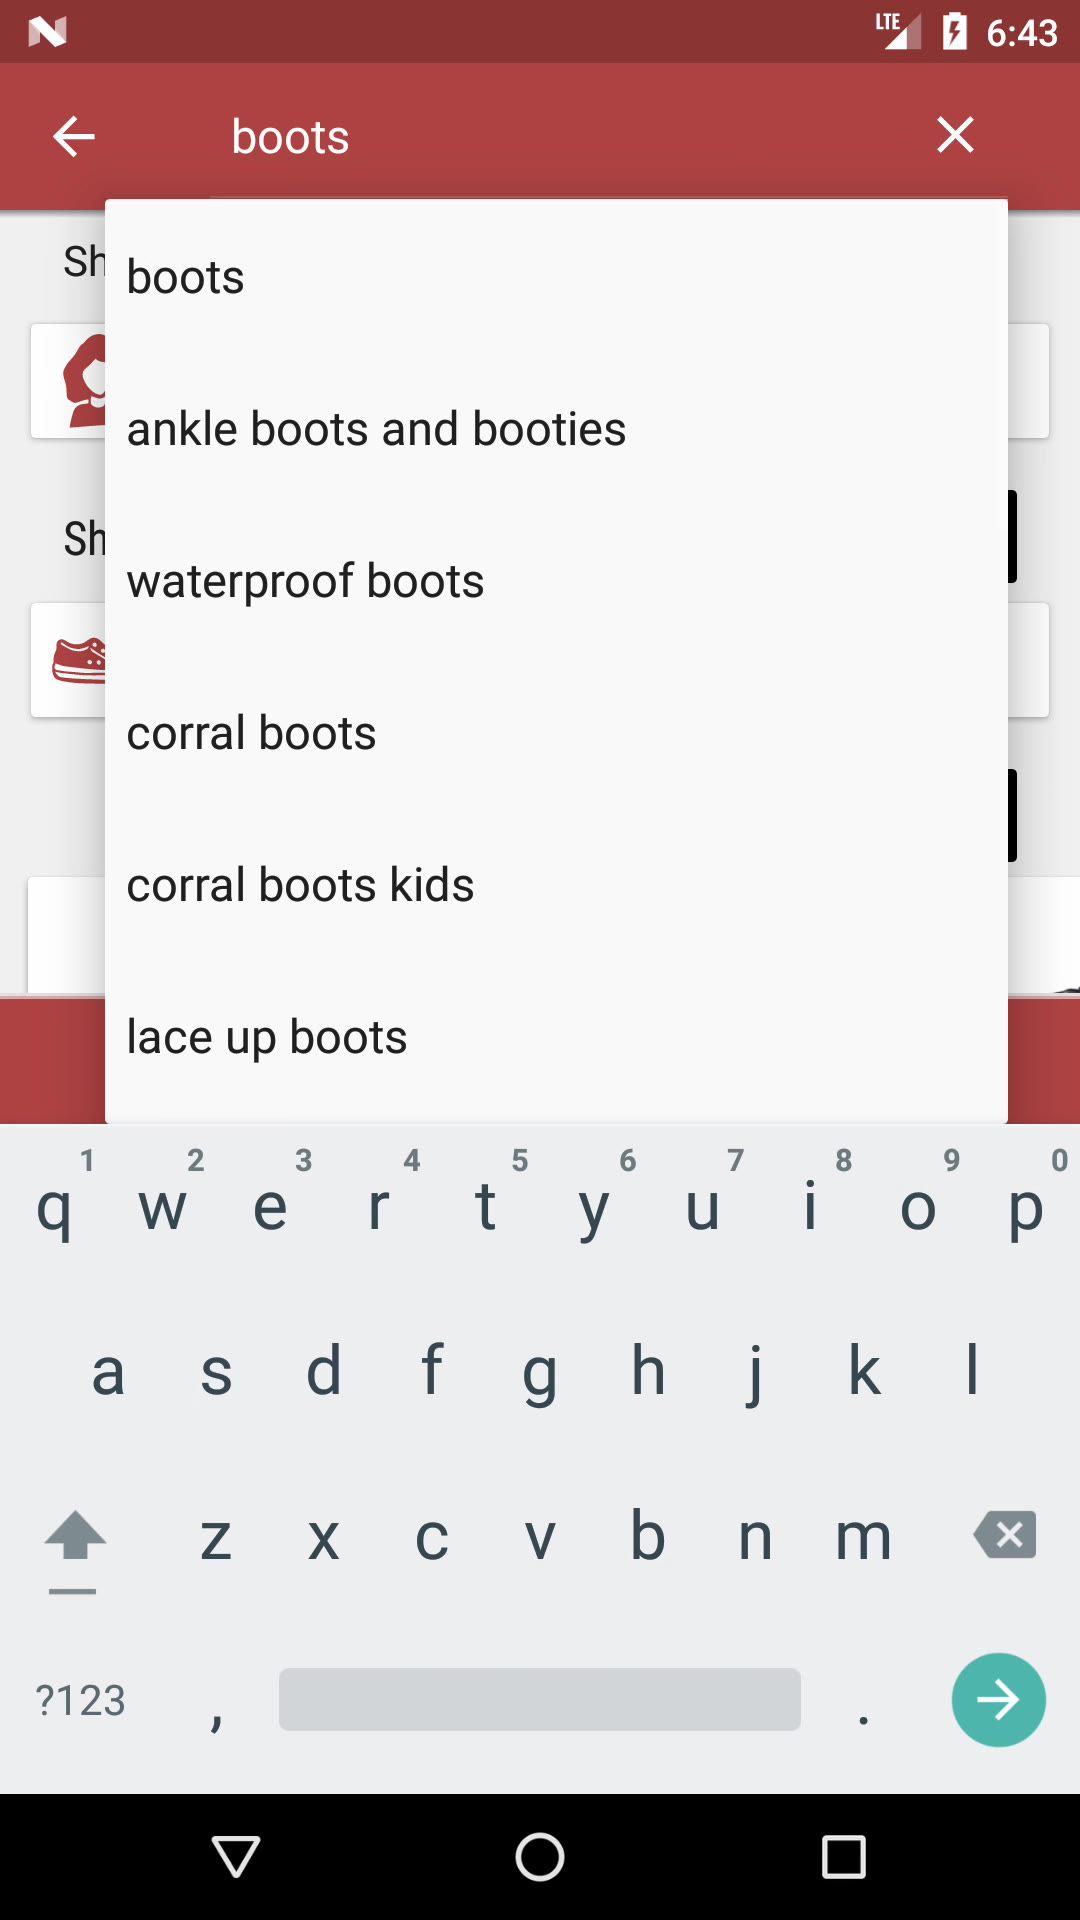 LTE 6:43
boots
Sh
boots
ankle boots and booties
Sh
waterproof boots
corral boots
corral boots kids
lace up boots
1 2 3 4 5 6 7 8 9 0
q w e r t y u i o p
a s d f g h j k l
z x c v b n m
?123 , .